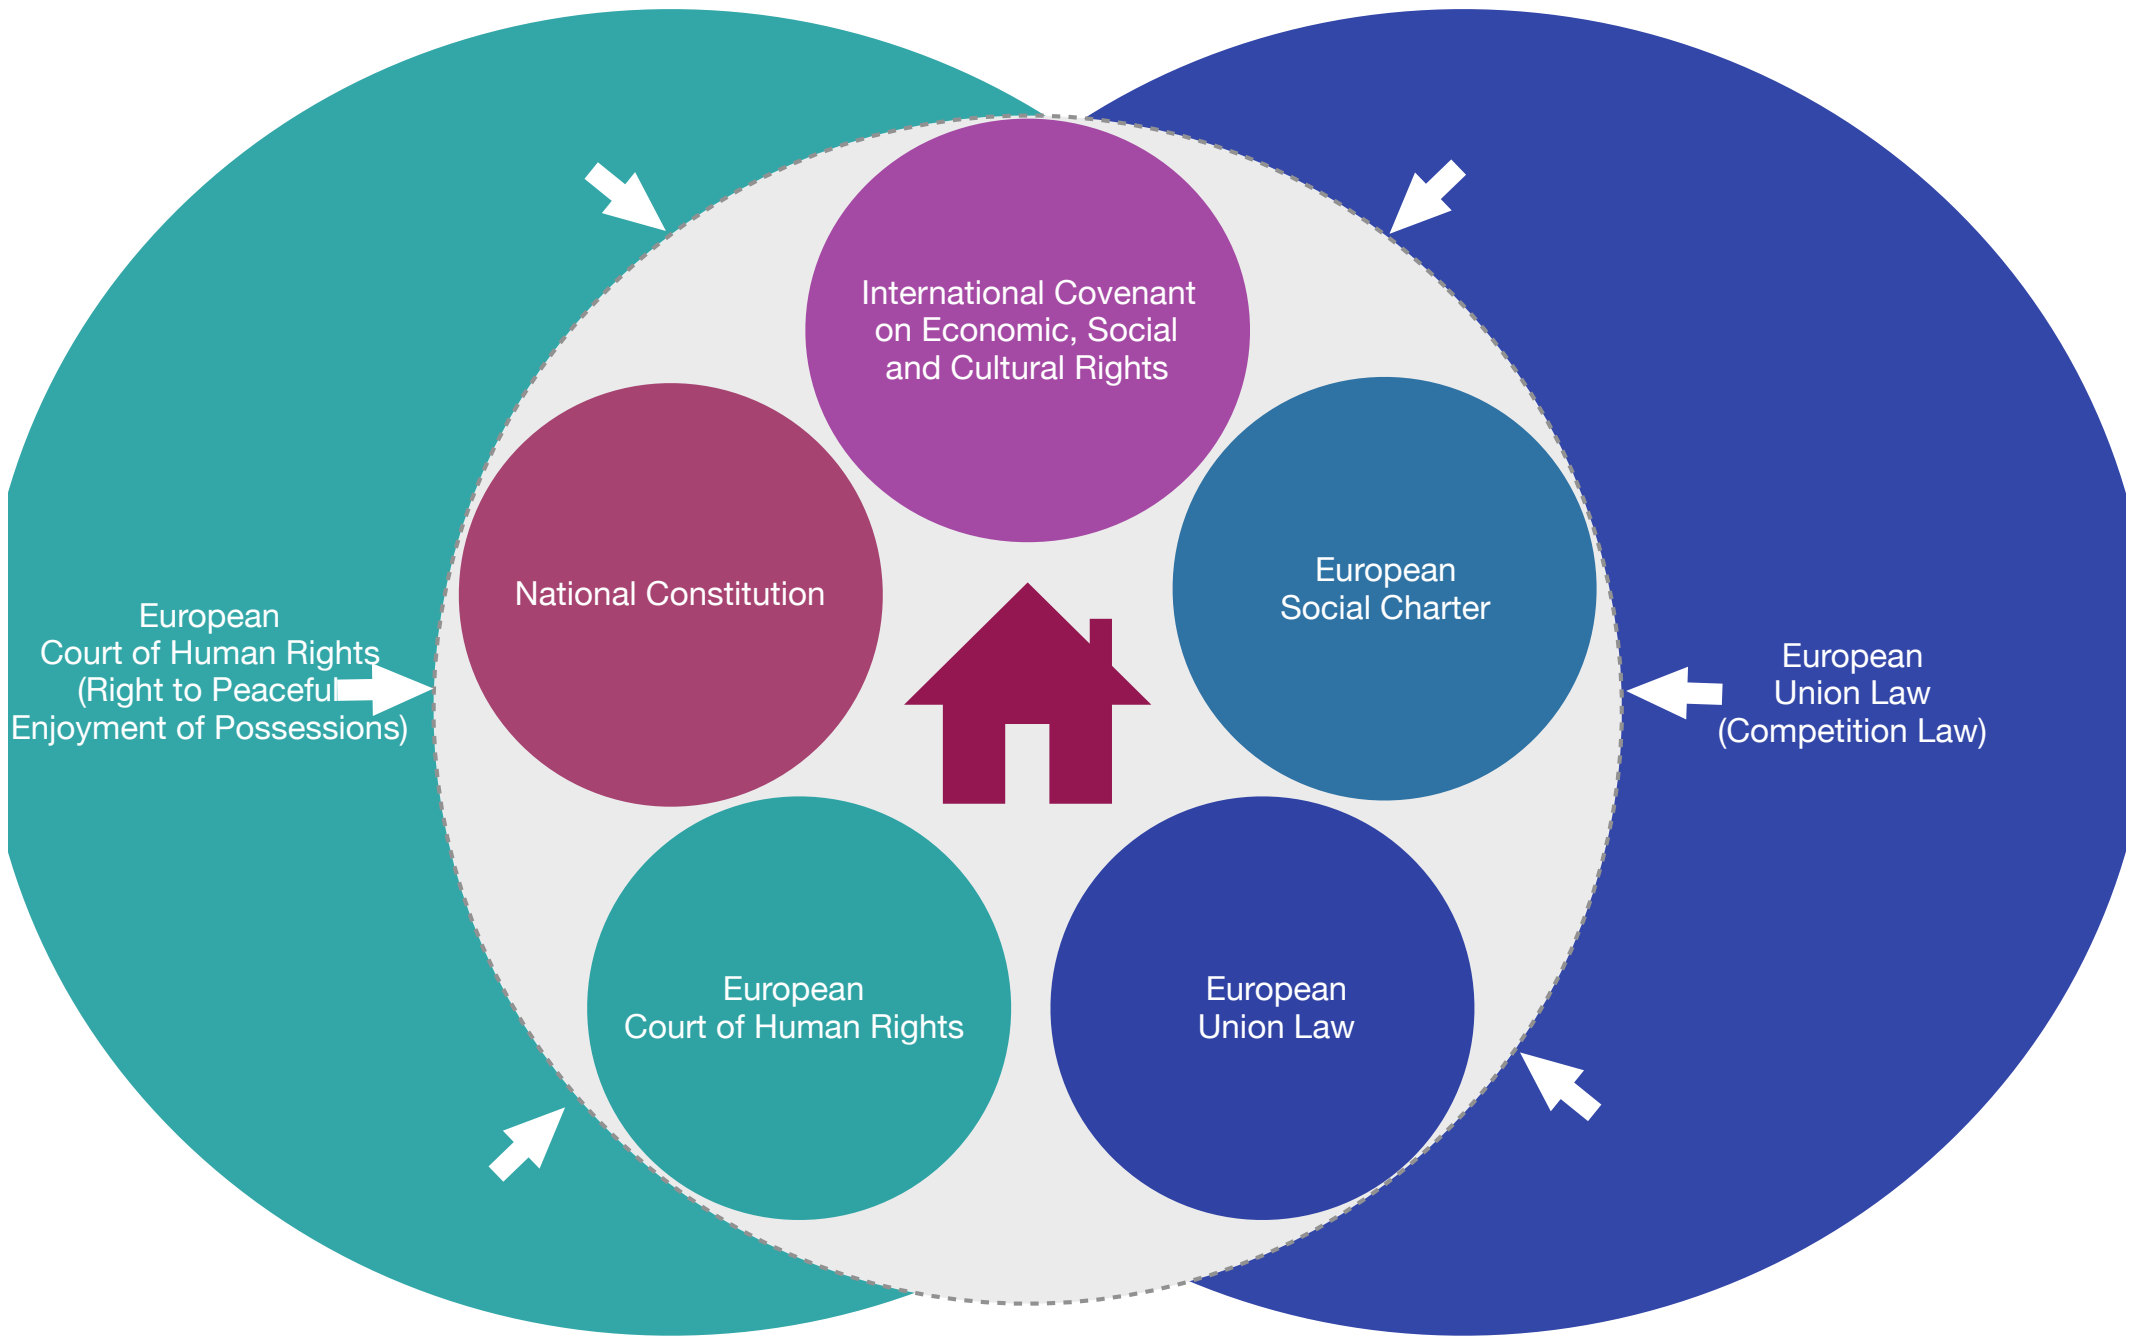 International Covenant
on Economic, Social
and Cultural Rights
National Constitution
European
Social Charter
European
Court of Human Rights
(Right to Peaceful
Enjoyment of Possessions)
European
Union Law
(Competition Law)
European
Court of Human Rights
European
Union Law